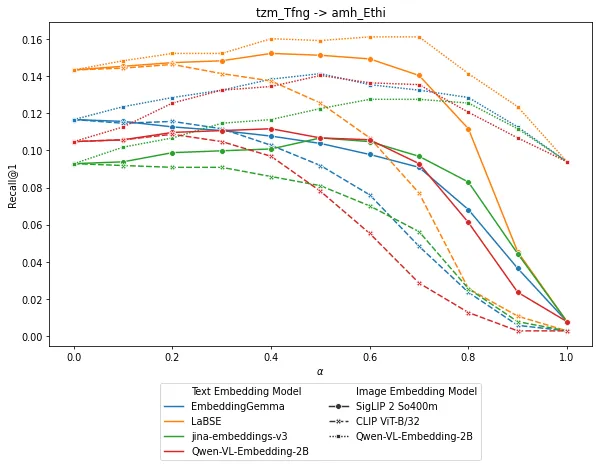 tzm_Tfng -> amh_Ethi
Recall@1
0.16
0.14
0.12
0.10
0.08
0.06
0.04
0.02
0.00
0.0 0.2 0.4 0.6 0.8 1.0
α
Text Embedding Model
EmbeddingGemma
LaBSE
jina-embeddings-v3
Qwen-VL-Embedding-2B
Image Embedding Model
SigLIP 2 So400m
CLIP ViT-B/32
Qwen-VL-Embedding-2B